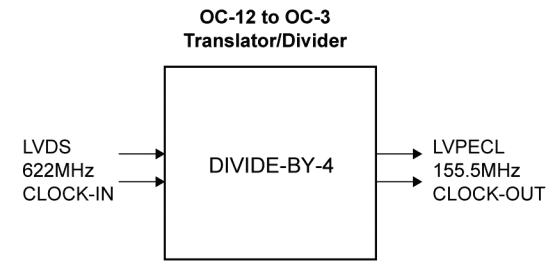 OC-12 to OC-3
Translator/Divider
LVDS
622MHz
CLOCK-IN
DIVIDE-BY-4
LVPECL
155.5MHz
CLOCK-OUT